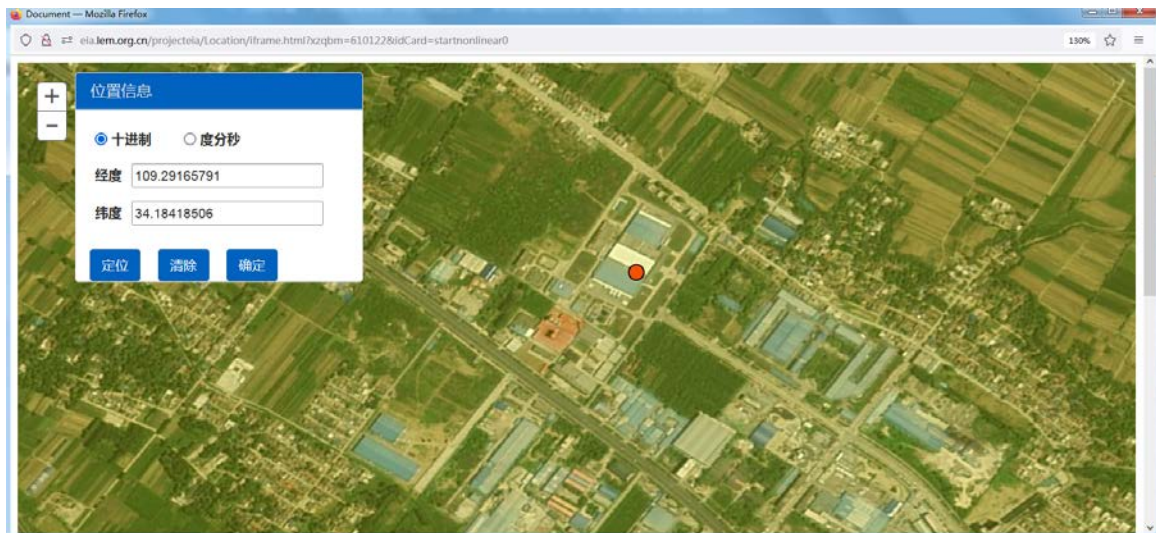 Document — Mozilla Firefox
eia.lem.org.cn/projecteia/Location/Iframe.html?xzqbm=610122&idCard=startnonlinear0
130%
+
−
位置信息
十进制 度分秒
经度 109.29165791
纬度 34.18418506
定位 清除 确定